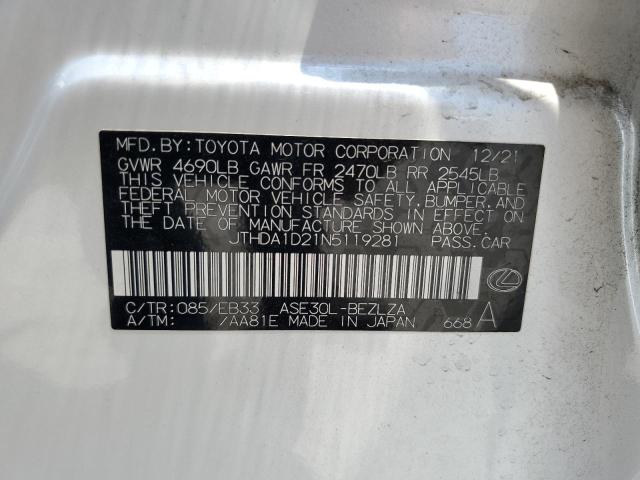 MFD.BY:TOYOTA MOTOR CORPORATION 12/21
GVWR 4690LB GAWR FR 2470LB RR 2545LB
THIS VEHICLE CONFORMS TO ALL APPLICABLE
FEDERAL MOTOR VEHICLE SAFETY,BUMPER,AND
THEFT PREVENTION STANDARDS IN EFFECT ON
THE DATE OF MANUFACTURE SHOWN ABOVE.
JTHDA1D21N5119281 PASS.CAR
C/TR:085/EB33 ASE30L-BEZLZA
A/TM: /AA81E MADE IN JAPAN 668 A